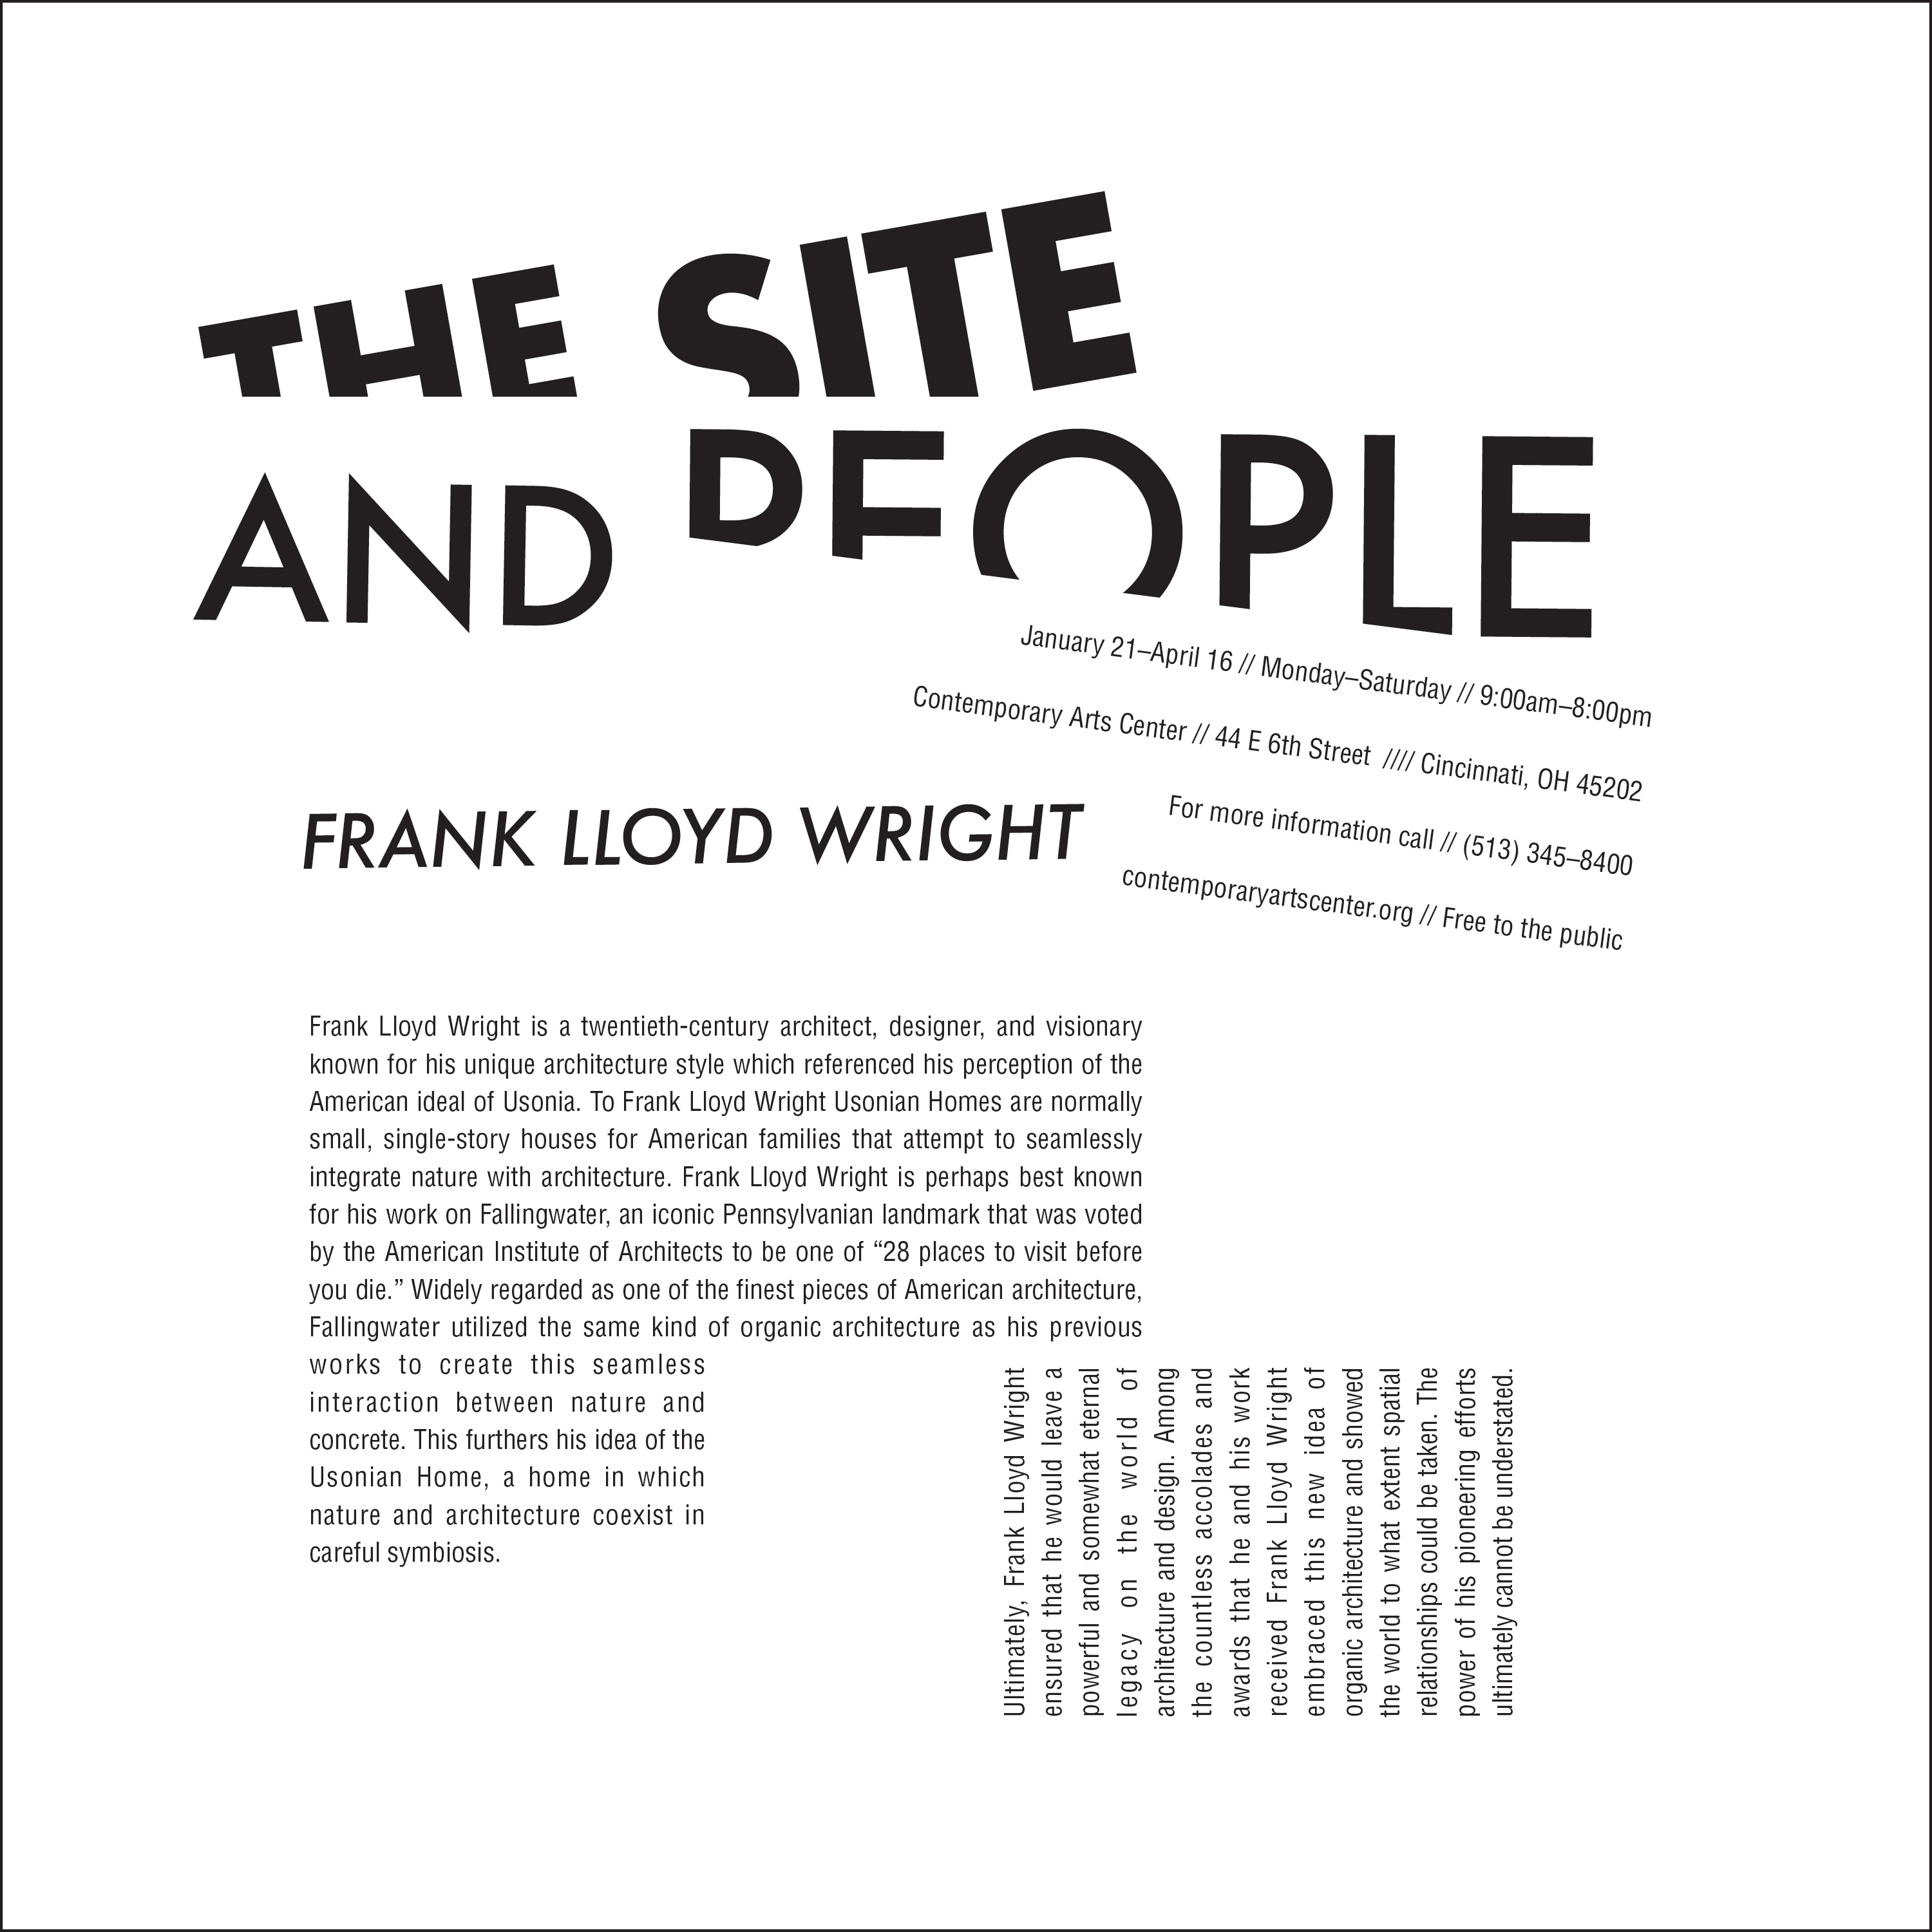 THE SITE
AND PEOPLE
January 21–April 16 // Monday–Saturday // 9:00am–8:00pm
Contemporary Arts Center // 44 E 6th Street //// Cincinnati, OH 45202
For more information call // (513) 345–8400
contemporaryartscenter.org // Free to the public
FRANK LLOYD WRIGHT
Frank Lloyd Wright is a twentieth-century architect, designer, and visionary
known for his unique architecture style which referenced his perception of the
American ideal of Usonia. To Frank Lloyd Wright Usonian Homes are normally
small, single-story houses for American families that attempt to seamlessly
integrate nature with architecture. Frank Lloyd Wright is perhaps best known
for his work on Fallingwater, an iconic Pennsylvanian landmark that was voted
by the American Institute of Architects to be one of “28 places to visit before
you die.” Widely regarded as one of the finest pieces of American architecture,
Fallingwater utilized the same kind of organic architecture as his previous
works to create this seamless
interaction between nature and
concrete. This furthers his idea of the
Usonian Home, a home in which
nature and architecture coexist in
careful symbiosis.
Ultimately, Frank Lloyd Wright
ensured that he would leave a
powerful and somewhat eternal
legacy on the world of
architecture and design. Among
the countless accolades and
awards that he and his work
received Frank Lloyd Wright
embraced this new idea of
organic architecture and showed
the world to what extent spatial
relationships could be taken. The
power of his pioneering efforts
ultimately cannot be understated.